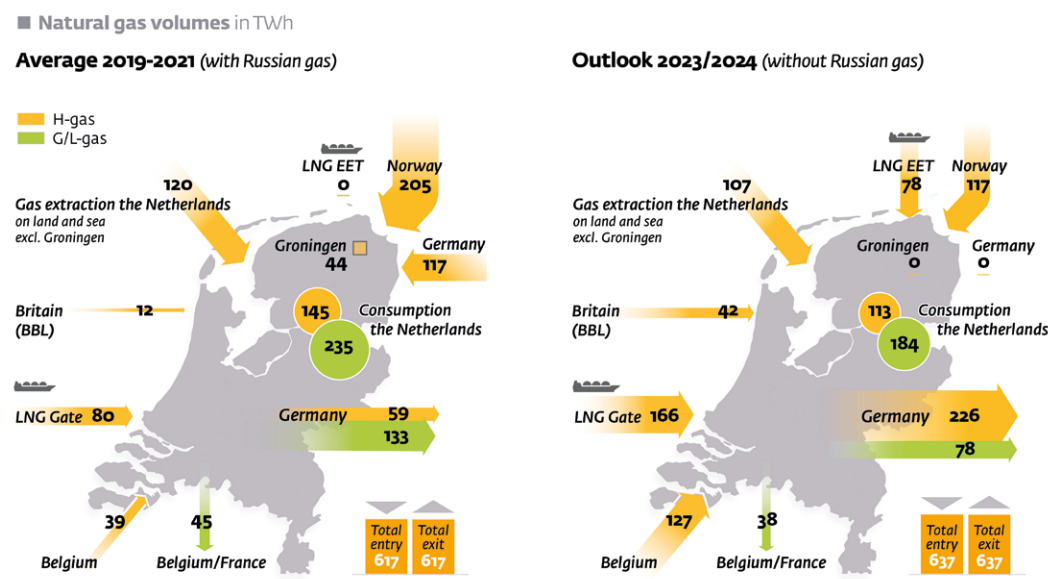 Natural gas volumes in TWh
Average 2019-2021 (with Russian gas)
H-gas
G/L-gas
LNG EET
0
Norway
205
120
Gas extraction the Netherlands
on land and sea
excl. Groningen
Groningen
44
Germany
117
Britain
(BBL)
12
145
235
Consumption
the Netherlands
LNG Gate 80
Germany 59
133
39
Belgium
45
Belgium/France
Total
entry
617
Total
exit
617
Outlook 2023/2024 (without Russian gas)
LNG EET
78
Norway
117
107
Gas extraction the Netherlands
on land and sea
excl. Groningen
Groningen
0
Germany
0
Britain
(BBL)
42
113
184
Consumption
the Netherlands
LNG Gate 166
Germany 226
78
127
Belgium
38
Belgium/France
Total
entry
637
Total
exit
637